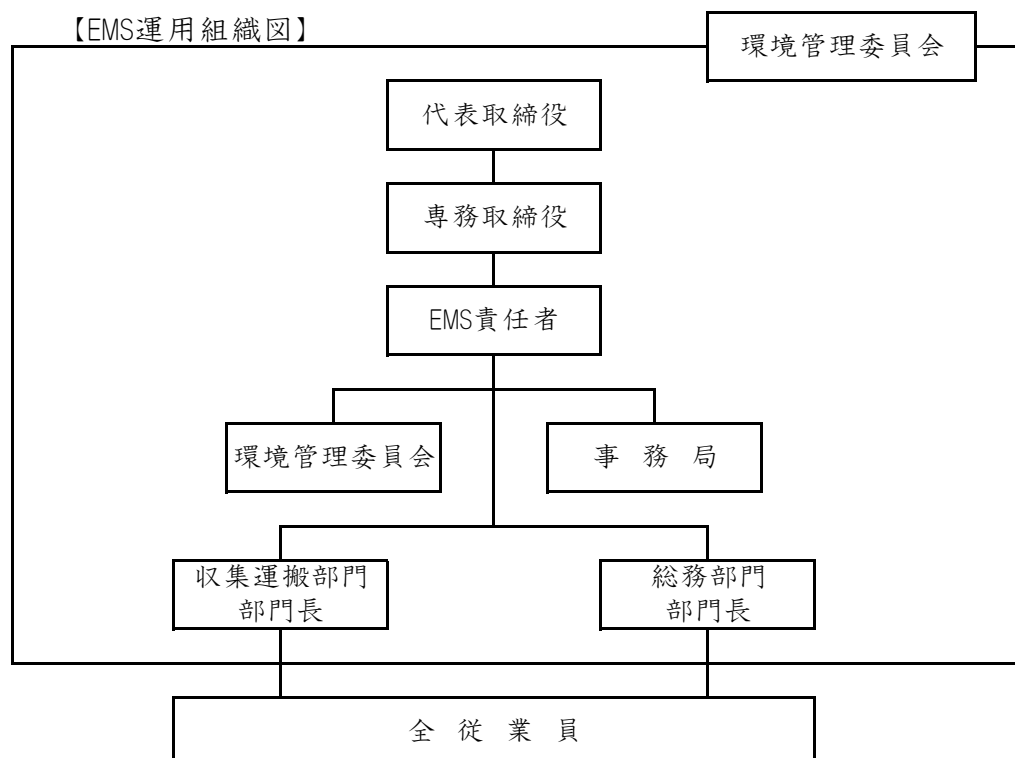 【EMS運用組織図】
環境管理委員会
代表取締役
専務取締役
EMS責任者
環境管理委員会
事 務 局
収集運搬部門
部門長
総務部門
部門長
全 従 業 員